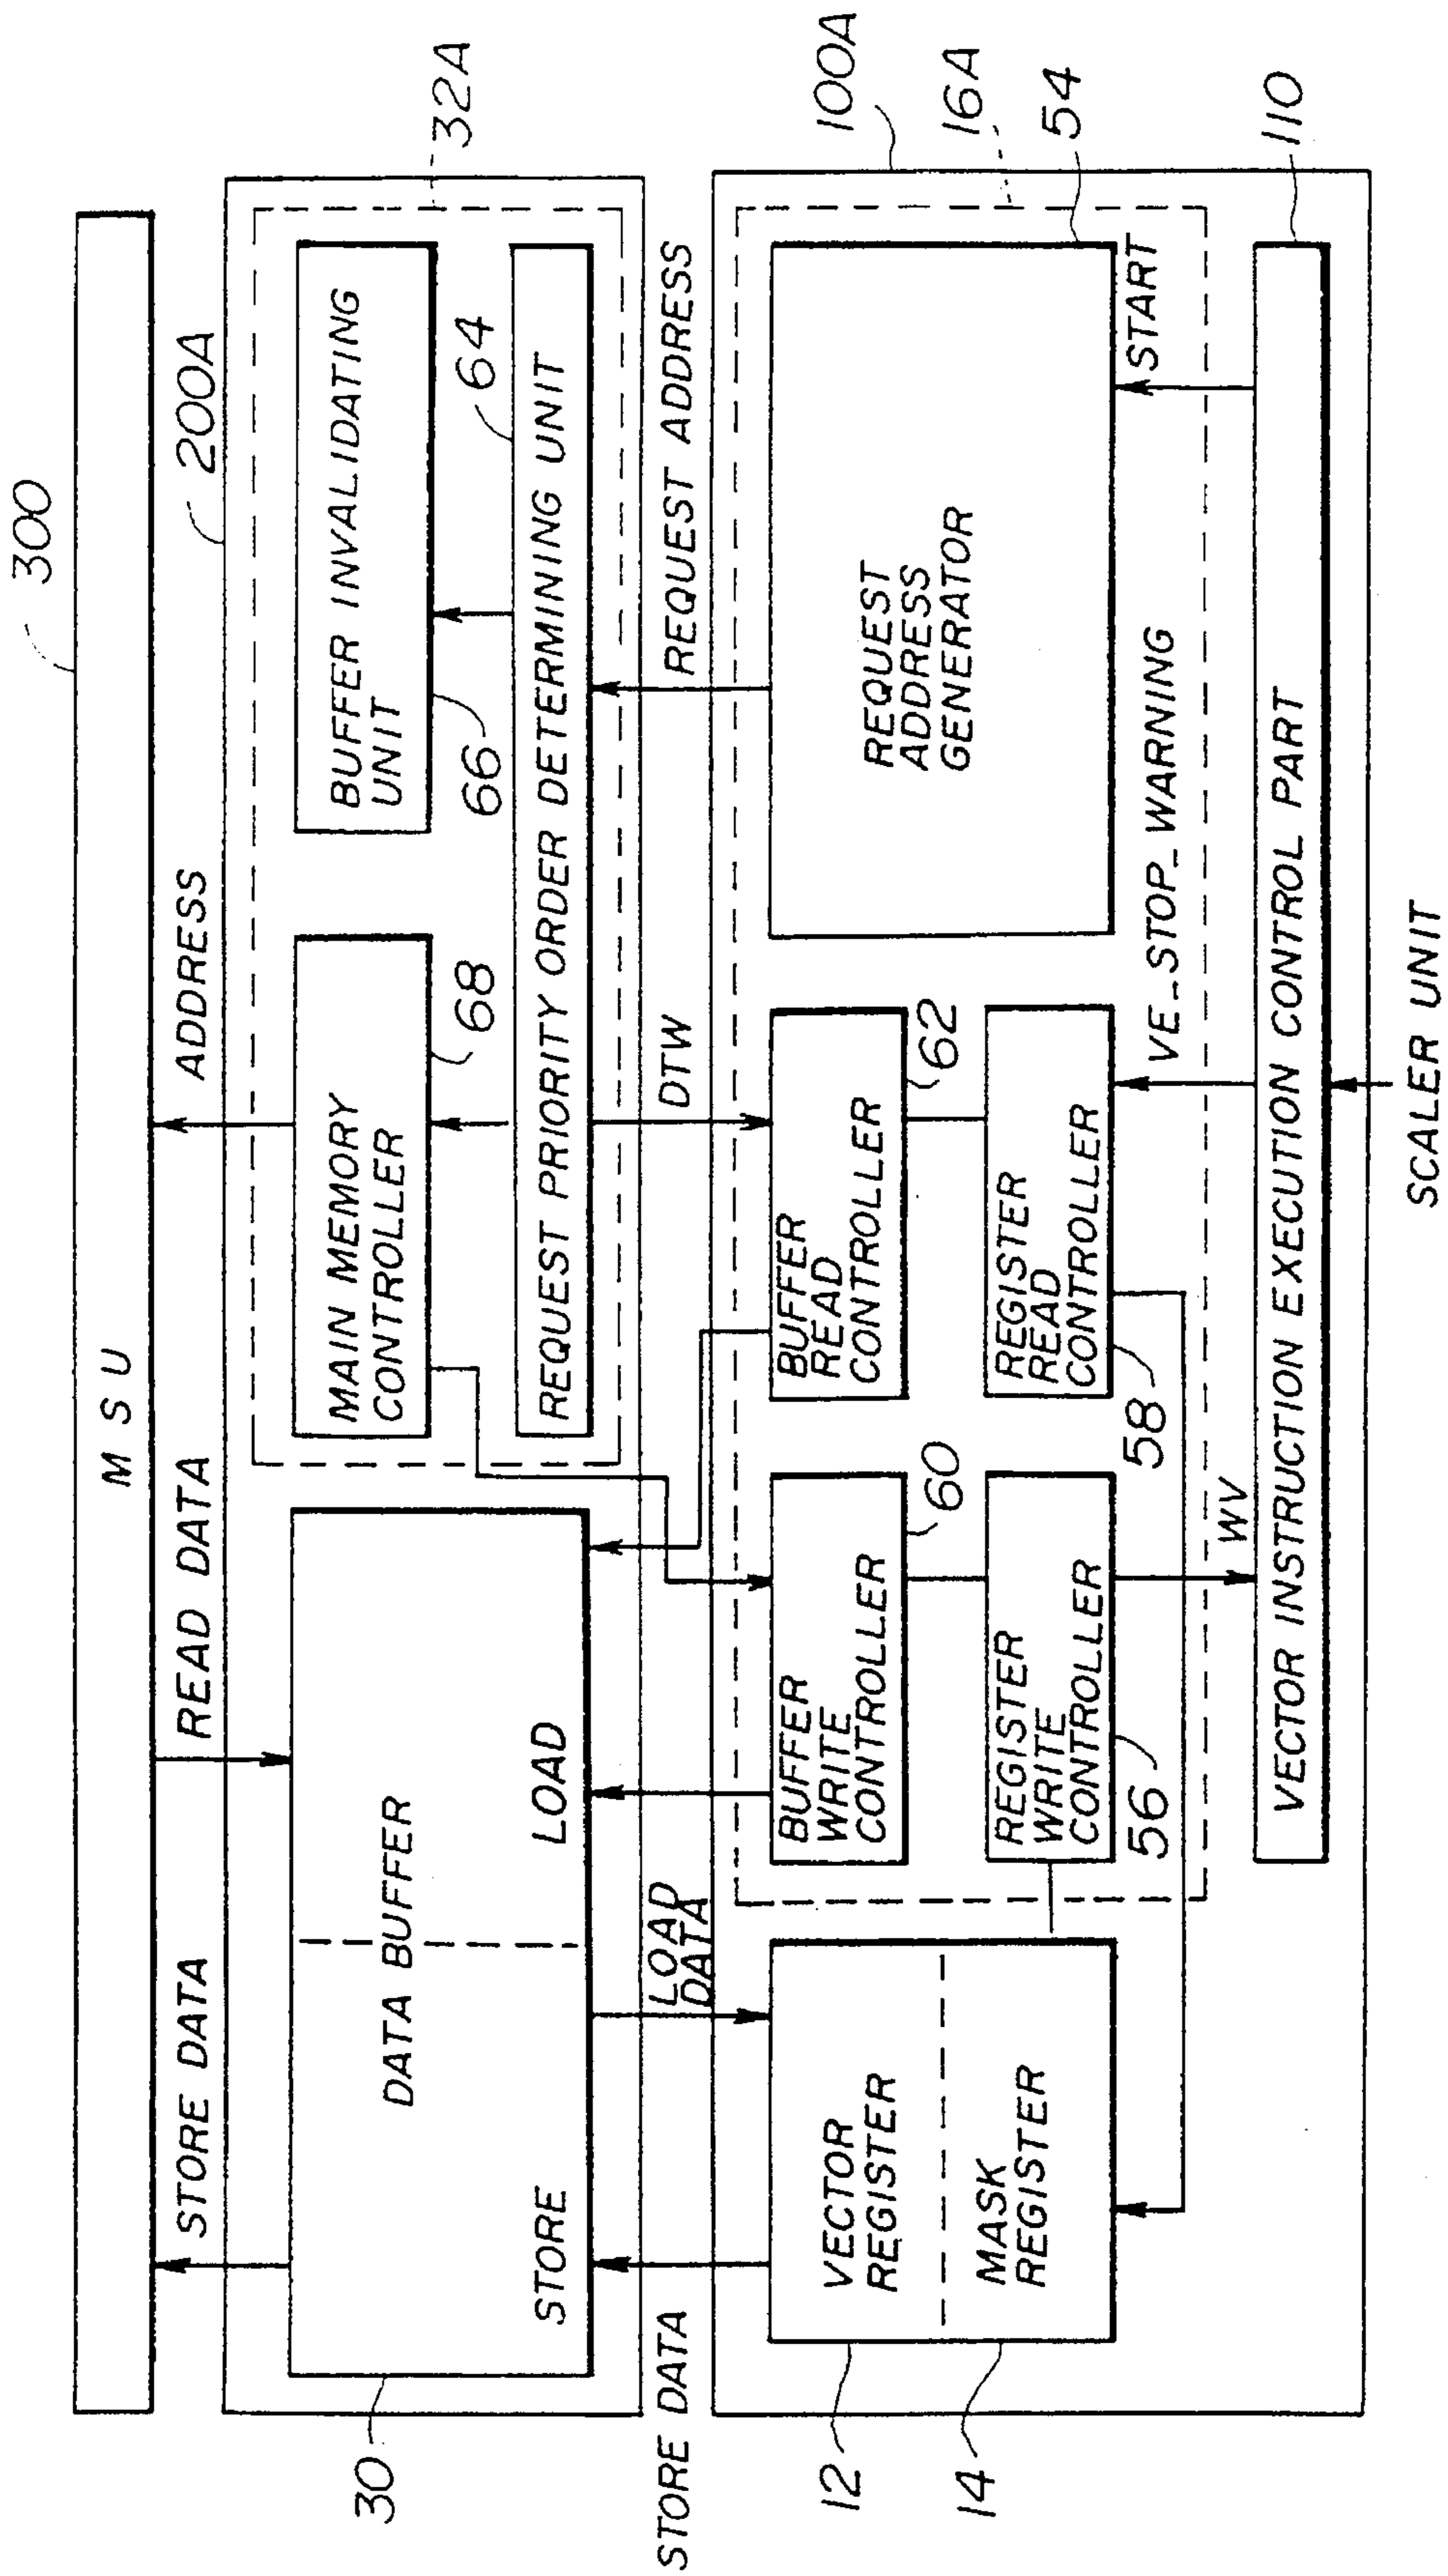 300
M S U
STORE DATA
READ DATA
ADDRESS
200A
32A
30
DATA BUFFER
STORE
LOAD
MAIN MEMORY
CONTROLLER
68
BUFFER INVALIDATING
UNIT
66
64
REQUEST PRIORITY ORDER DETERMINING UNIT
STORE DATA
LOAD
DATA
DTW
REQUEST ADDRESS
100A
16A
54
12
VECTOR
REGISTER
14
MASK
REGISTER
BUFFER
WRITE
CONTROLLER
60
REGISTER
WRITE
CONTROLLER
56
BUFFER
READ
CONTROLLER
62
REGISTER
READ
CONTROLLER
58
REQUEST
ADDRESS
GENERATOR
WV
VE_STOP_WARNING
START
110
VECTOR INSTRUCTION EXECUTION CONTROL PART
SCALER UNIT